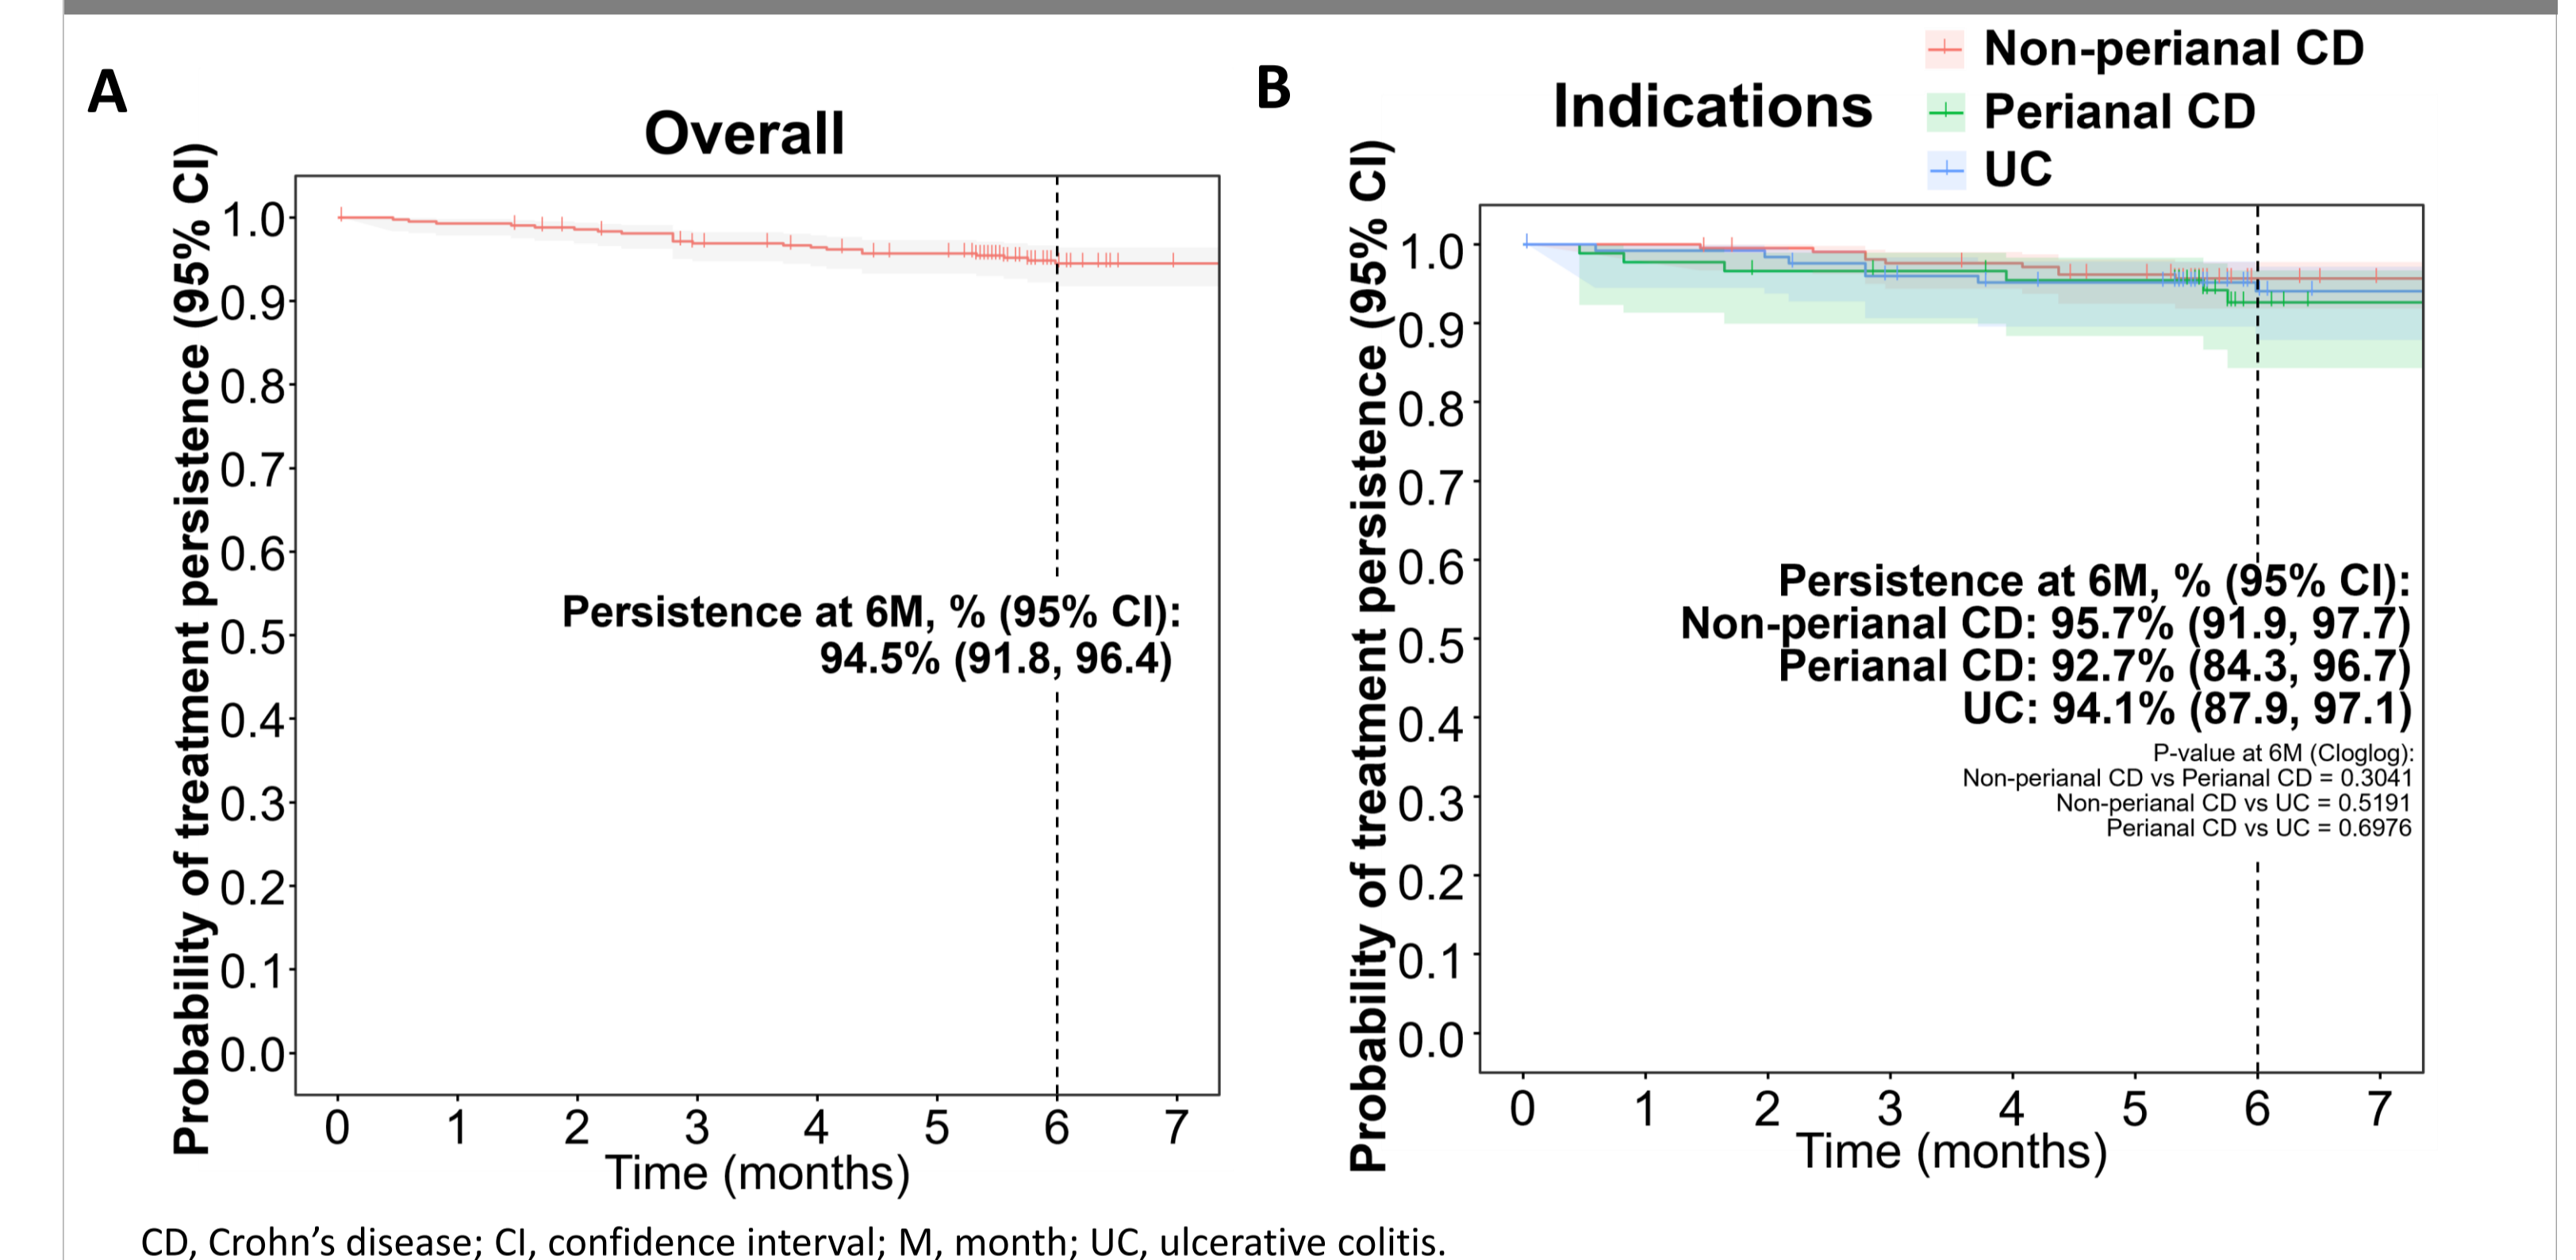 A
Overall
Probability of treatment persistence (95% CI)
1.0
0.9
0.8
0.7
0.6
0.5
0.4
0.3
0.2
0.1
0.0
Persistence at 6M, % (95% CI):
94.5% (91.8, 96.4)
0 1 2 3 4 5 6 7
Time (months)
B
Indications
Non-perianal CD
Perianal CD
UC
Probability of treatment persistence (95% CI)
1.0
0.9
0.8
0.7
0.6
0.5
0.4
0.3
0.2
0.1
0.0
Persistence at 6M, % (95% CI):
Non-perianal CD: 95.7% (91.9, 97.7)
Perianal CD: 92.7% (84.3, 96.7)
UC: 94.1% (87.9, 97.1)
P-value at 6M (Cloglog):
Non-perianal CD vs Perianal CD = 0.3041
Non-perianal CD vs UC = 0.5191
Perianal CD vs UC = 0.6976
0 1 2 3 4 5 6 7
Time (months)
CD, Crohn’s disease; CI, confidence interval; M, month; UC, ulcerative colitis.